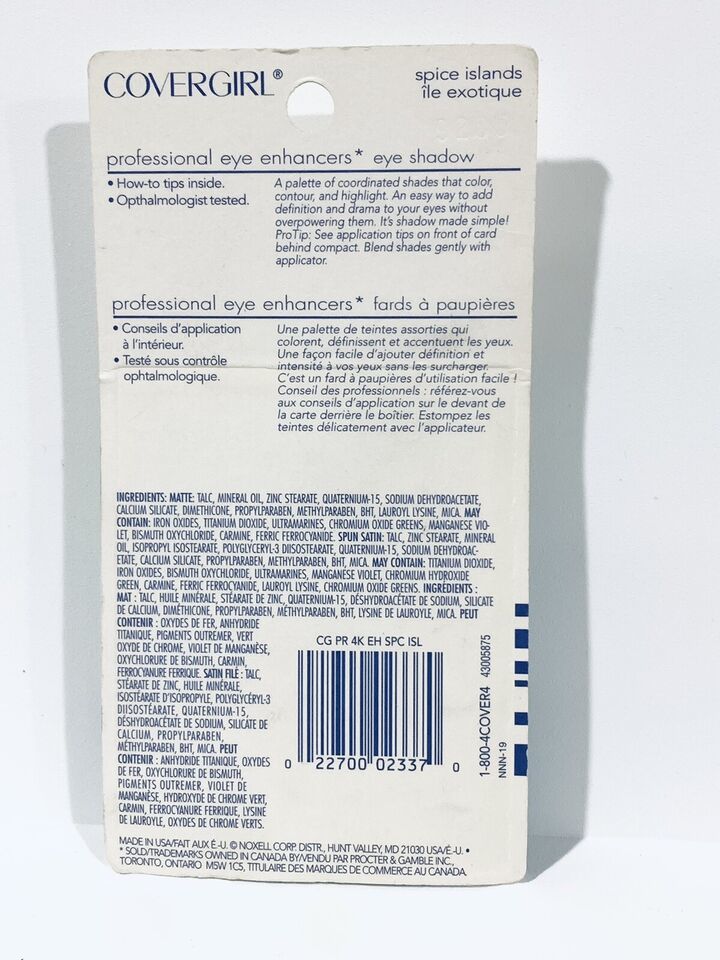 COVERGIRL®
spice islands
île exotique
professional eye enhancers* eye shadow
• How-to tips inside.
• Opthalmologist tested.
A palette of coordinated shades that color,
contour, and highlight. An easy way to add
definition and drama to your eyes without
overpowering them. It's shadow made simple!
ProTip: See application tips on front of card
behind compact. Blend shades gently with
applicator.
professional eye enhancers* fards à paupières
• Conseils d'application
à l'intérieur.
• Testé sous contrôle
ophtalmologique.
Une palette de teintes assorties qui
colorent, définissent et accentuent les yeux.
Une façon facile d'ajouter définition et
intensité à vos yeux sans les surcharger.
C'est un fard à paupières d'utilisation facile !
Conseil des professionnels : référez-vous
aux conseils d'application sur le devant de
la carte derrière le boîtier. Estompez les
teintes délicatement avec l'applicateur.
INGREDIENTS: MATTE: TALC, MINERAL OIL, ZINC STEARATE, QUATERNIUM-15, SODIUM DEHYDROACETATE,
CALCIUM SILICATE, DIMETHICONE, PROPYLPARABEN, METHYLPARABEN, BHT, LAUROYL LYSINE, MICA. MAY
CONTAIN: IRON OXIDES, TITANIUM DIOXIDE, ULTRAMARINES, CHROMIUM OXIDE GREENS, MANGANESE VIO-
LET, BISMUTH OXYCHLORIDE, CARMINE, FERRIC FERROCYANIDE. SPUN SATIN: TALC, ZINC STEARATE, MINERAL
OIL, ISOPROPYL ISOSTEARATE, POLYGLYCERYL-3 DIISOSTEARATE, QUATERNIUM-15, SODIUM DEHYDROAC-
ETATE, CALCIUM SILICATE, PROPYLPARABEN, METHYLPARABEN, BHT, MICA. MAY CONTAIN: TITANIUM DIOXIDE,
IRON OXIDES, BISMUTH OXYCHLORIDE, ULTRAMARINES, MANGANESE VIOLET, CHROMIUM HYDROXIDE
GREEN, CARMINE, FERRIC FERROCYANIDE, LAUROYL LYSINE, CHROMIUM OXIDE GREENS. INGRÉDIENTS :
MAT : TALC, HUILE MINÉRALE, STÉARATE DE ZINC, QUATERNIUM-15, DÉSHYDROACÉTATE DE SODIUM, SILICATE
DE CALCIUM, DIMÉTHICONE, PROPYLPARABEN, MÉTHYLPARABEN, BHT, LYSINE DE LAUROYLE, MICA. PEUT
CONTENIR : OXYDES DE FER, ANHYDRIDE
TITANIQUE, PIGMENTS OUTREMER, VERT
OXYDE DE CHROME, VIOLET DE MANGANÈSE,
OXYCHLORURE DE BISMUTH, CARMIN,
FERROCYANURE FERRIQUE. SATIN FILÉ : TALC,
STÉARATE DE ZINC, HUILE MINÉRALE,
ISOSTÉARATE D'ISOPROPYLE, POLYGLYCÉRYL-3
DIISOSTÉARATE, QUATERNIUM-15,
DÉSHYDROACÉTATE DE SODIUM, SILICATE DE
CALCIUM, PROPYLPARABEN,
MÉTHYLPARABEN, BHT, MICA. PEUT
CONTENIR : ANHYDRIDE TITANIQUE, OXYDES
DE FER, OXYCHLORURE DE BISMUTH,
PIGMENTS OUTREMER, VIOLET DE
MANGANÈSE, HYDROXYDE DE CHROME VERT,
CARMIN, FERROCYANURE FERRIQUE, LYSINE
DE LAUROYLE, OXYDES DE CHROME VERTS.
CG PR 4K EH SPC ISL
0 22700 02337 0
1-800-4COVER4 43005875
NNN-19
MADE IN USA/FAIT AUX É.-U. © NOXELL CORP. DISTR., HUNT VALLEY, MD 21030 USA/É.-U. •
* SOLD/TRADEMARKS OWNED IN CANADA BY/VENDU PAR PROCTER & GAMBLE INC.,
TORONTO, ONTARIO M5W 1C5, TITULAIRE DES MARQUES DE COMMERCE AU CANADA.